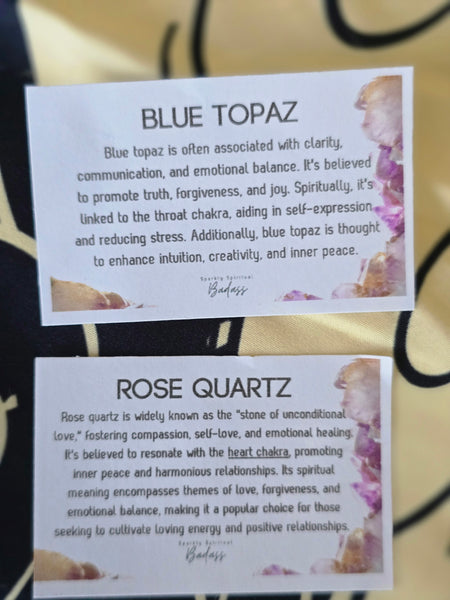 BLUE TOPAZ
Blue topaz is often associated with clarity,
communication, and emotional balance. It's believed
to promote truth, forgiveness, and joy. Spiritually, it's
linked to the throat chakra, aiding in self-expression
and reducing stress. Additionally, blue topaz is thought
to enhance intuition, creativity, and inner peace.
Sparkly Spiritual
Badass
ROSE QUARTZ
Rose quartz is widely known as the "stone of unconditional
love," fostering compassion, self-love, and emotional healing.
It's believed to resonate with the heart chakra, promoting
inner peace and harmonious relationships. Its spiritual
meaning encompasses themes of love, forgiveness, and
emotional balance, making it a popular choice for those
seeking to cultivate loving energy and positive relationships.
Sparkly Spiritual
Badass